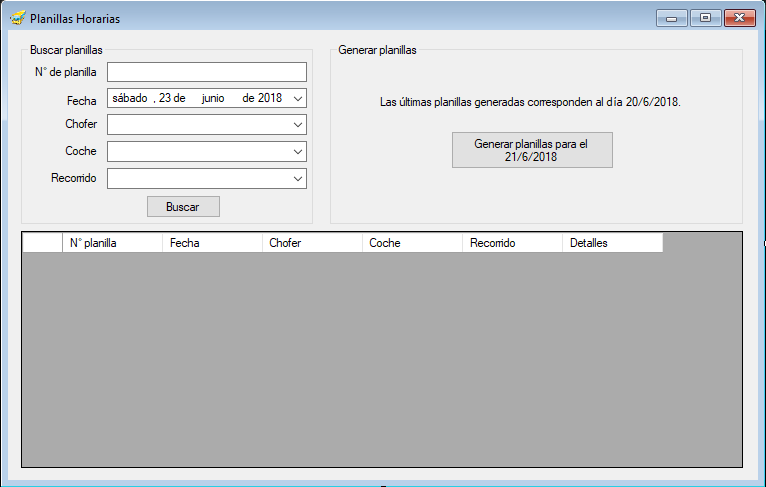 Planillas Horarias
Buscar planillas
N° de planilla
Fecha
sábado , 23 de junio de 2018
Chofer
Coche
Recorrido
Buscar
Generar planillas
Las últimas planillas generadas corresponden al día 20/6/2018.
Generar planillas para el
21/6/2018
N° planilla Fecha Chofer Coche Recorrido Detalles